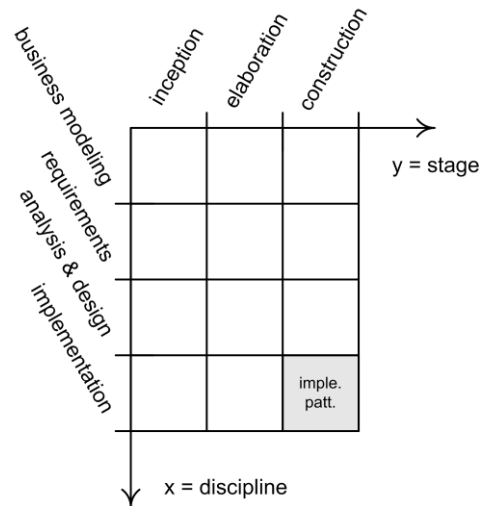 inception
elaboration
construction
y = stage
business modeling
requirements
analysis & design
implementation
imple.
patt.
x = discipline